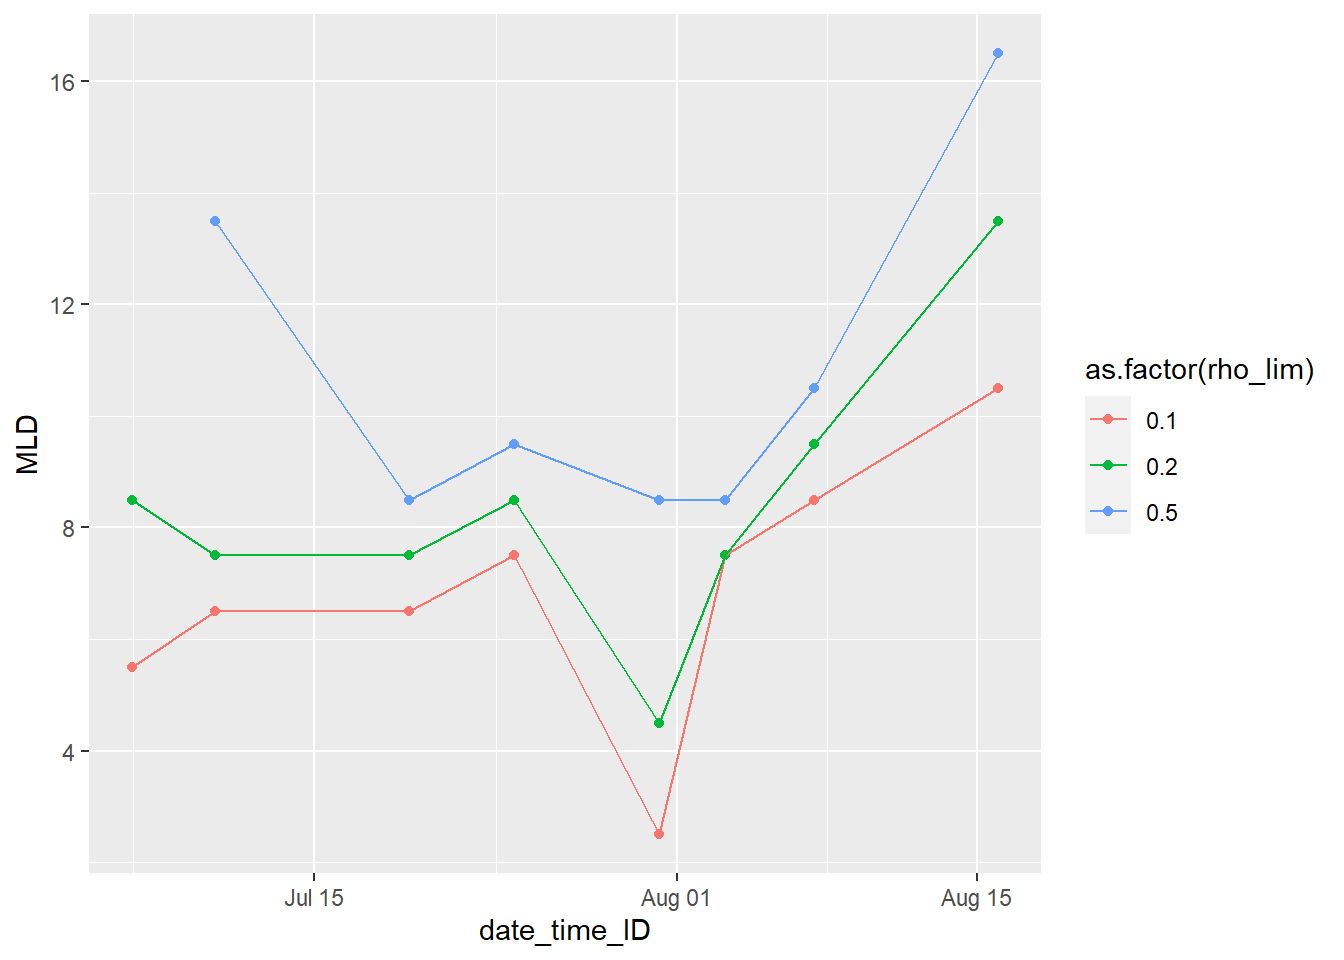 16
12
8
4
MLD
Jul 15
Aug 01
Aug 15
date_time_ID
as.factor(rho_lim)
0.1
0.2
0.5